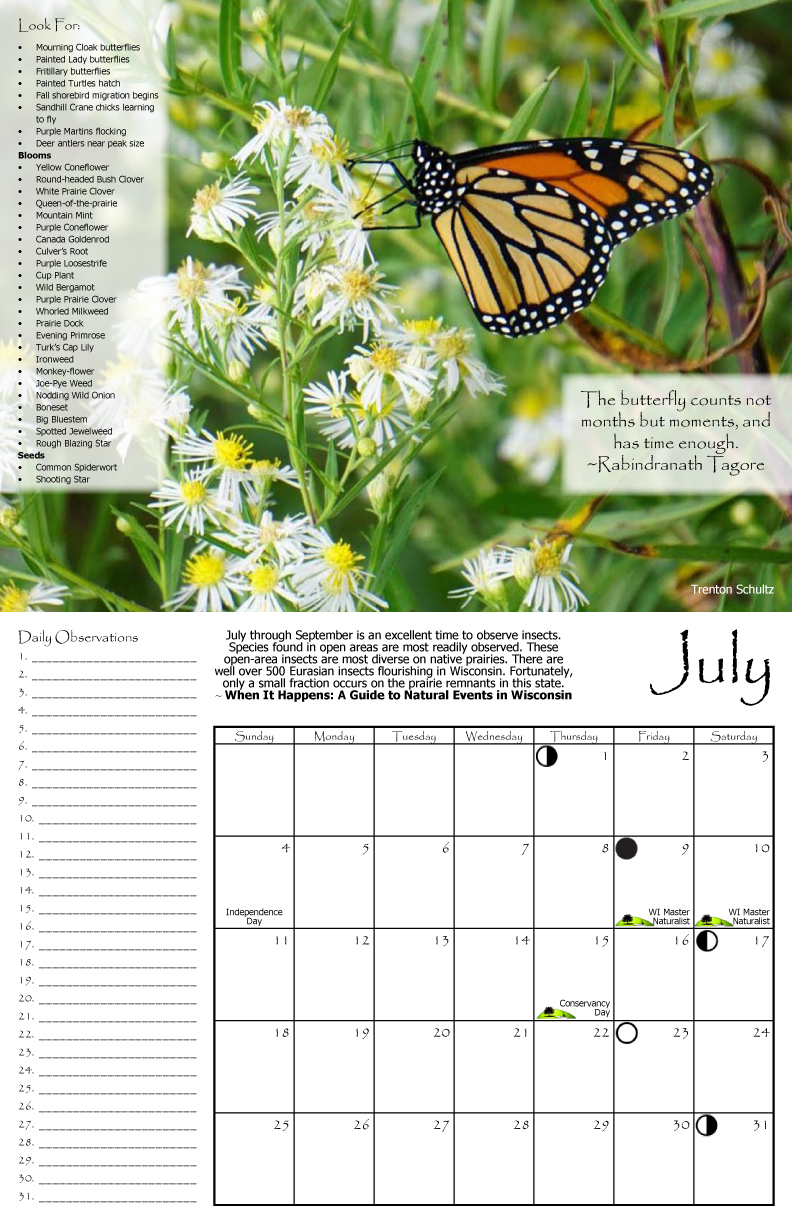 Look For:
• Mourning Cloak butterflies
• Painted Lady butterflies
• Fritillary butterflies
• Painted Turtles hatch
• Fall shorebird migration begins
• Sandhill Crane chicks learning
to fly
• Purple Martins flocking
• Deer antlers near peak size
Blooms
• Yellow Coneflower
• Round-headed Bush Clover
• White Prairie Clover
• Queen-of-the-prairie
• Mountain Mint
• Purple Coneflower
• Canada Goldenrod
• Culver's Root
• Purple Loosestrife
• Cup Plant
• Wild Bergamot
• Purple Prairie Clover
• Whorled Milkweed
• Prairie Dock
• Evening Primrose
• Turk's Cap Lily
• Ironweed
• Monkey-flower
• Joe-Pye Weed
• Nodding Wild Onion
• Boneset
• Big Bluestem
• Spotted Jewelweed
• Rough Blazing Star
Seeds
• Common Spiderwort
• Shooting Star
The butterfly counts not
months but moments, and
has time enough.
~Rabindranath Tagore
Trenton Schultz
Daily Observations
1.
2.
3.
4.
5.
6.
7.
8.
9.
10.
11.
12.
13.
14.
15.
16.
17.
18.
19.
20.
21.
22.
23.
24.
25.
26.
27.
28.
29.
30.
31.
July through September is an excellent time to observe insects.
Species found in open areas are most readily observed. These
open-area insects are most diverse on native prairies. There are
well over 500 Eurasian insects flourishing in Wisconsin. Fortunately,
only a small fraction occurs on the prairie remnants in this state.
~ When It Happens: A Guide to Natural Events in Wisconsin
July
Sunday Monday Tuesday Wednesday Thursday Friday Saturday
1 2 3
4 5 6 7 8 9 10
Independence
Day
WI Master
Naturalist
WI Master
Naturalist
11 12 13 14 15 16 17
Conservancy
Day
18 19 20 21 22 23 24
25 26 27 28 29 30 31